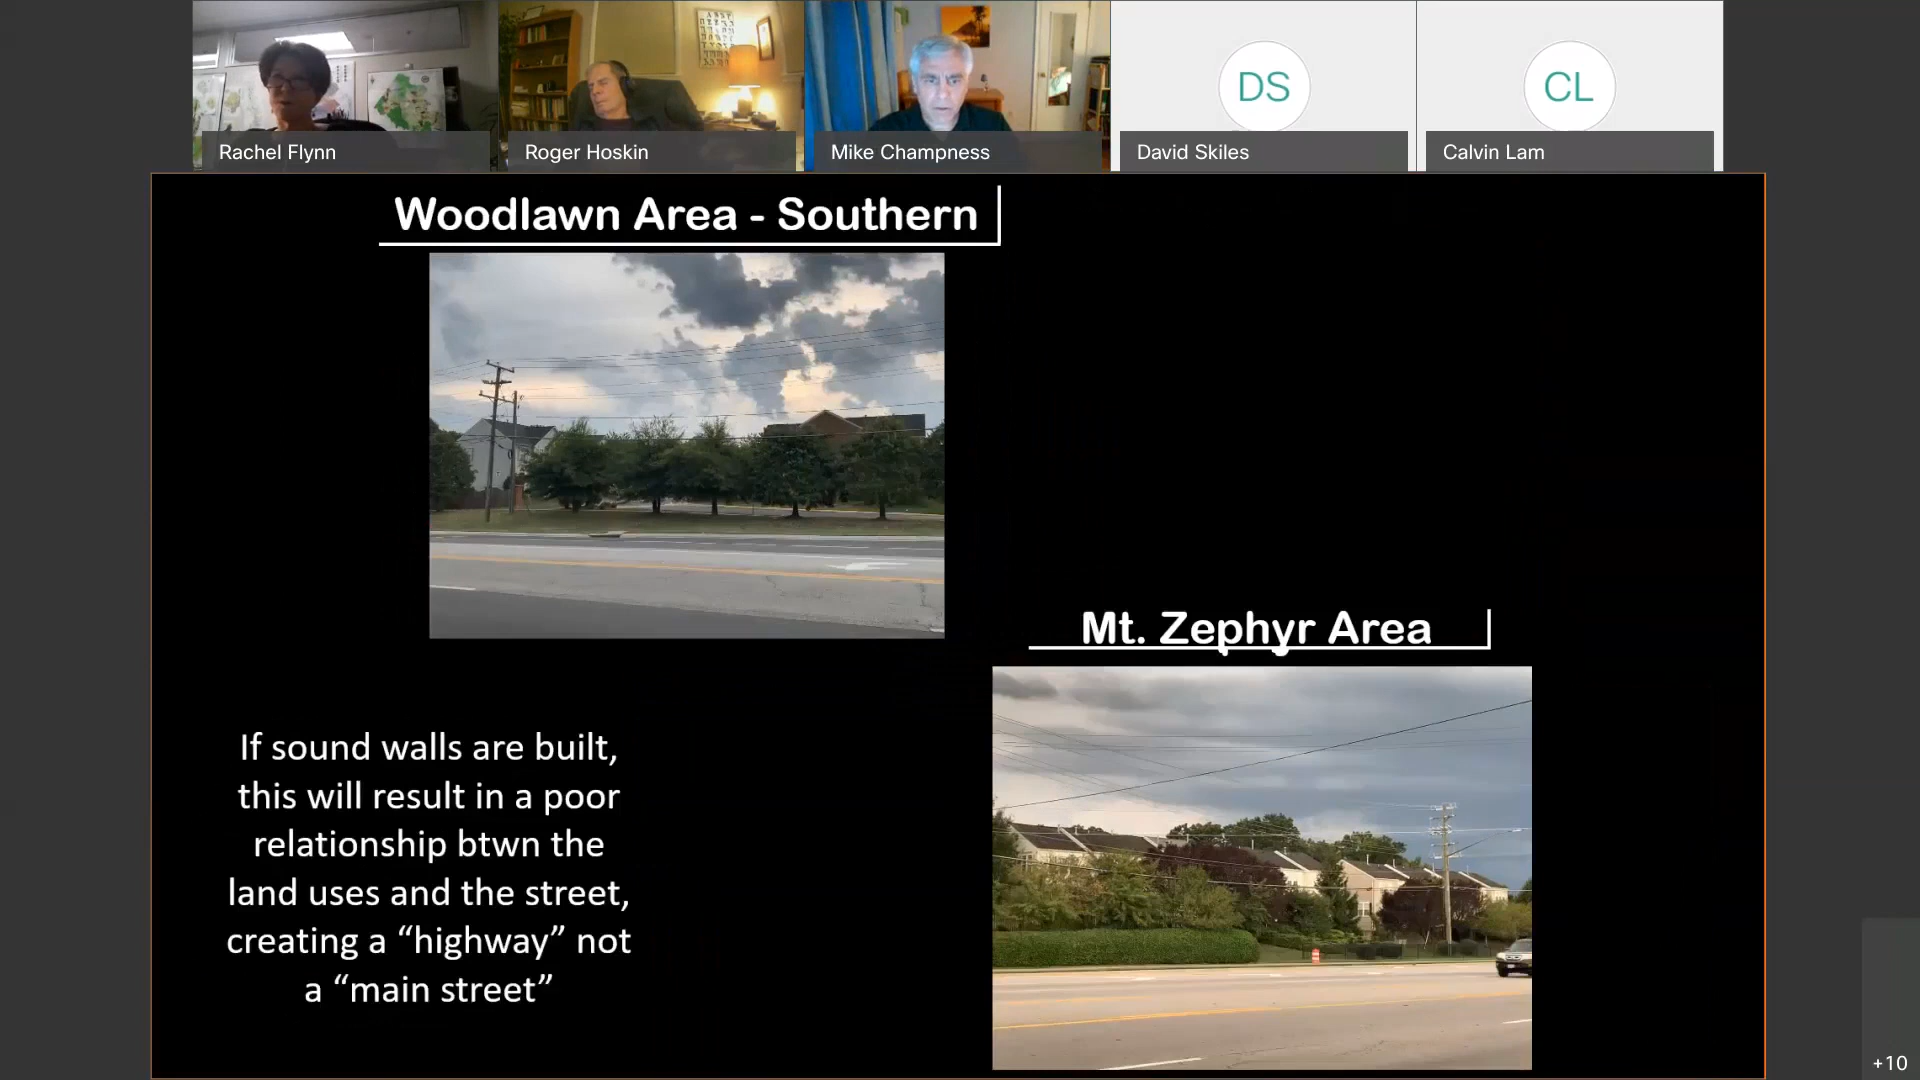 Rachel Flynn
Roger Hoskin
Mike Champness
DS
David Skiles
CL
Calvin Lam
Woodlawn Area - Southern
Mt. Zephyr Area
If sound walls are built,
this will result in a poor
relationship btwn the
land uses and the street,
creating a “highway” not
a “main street”
+10